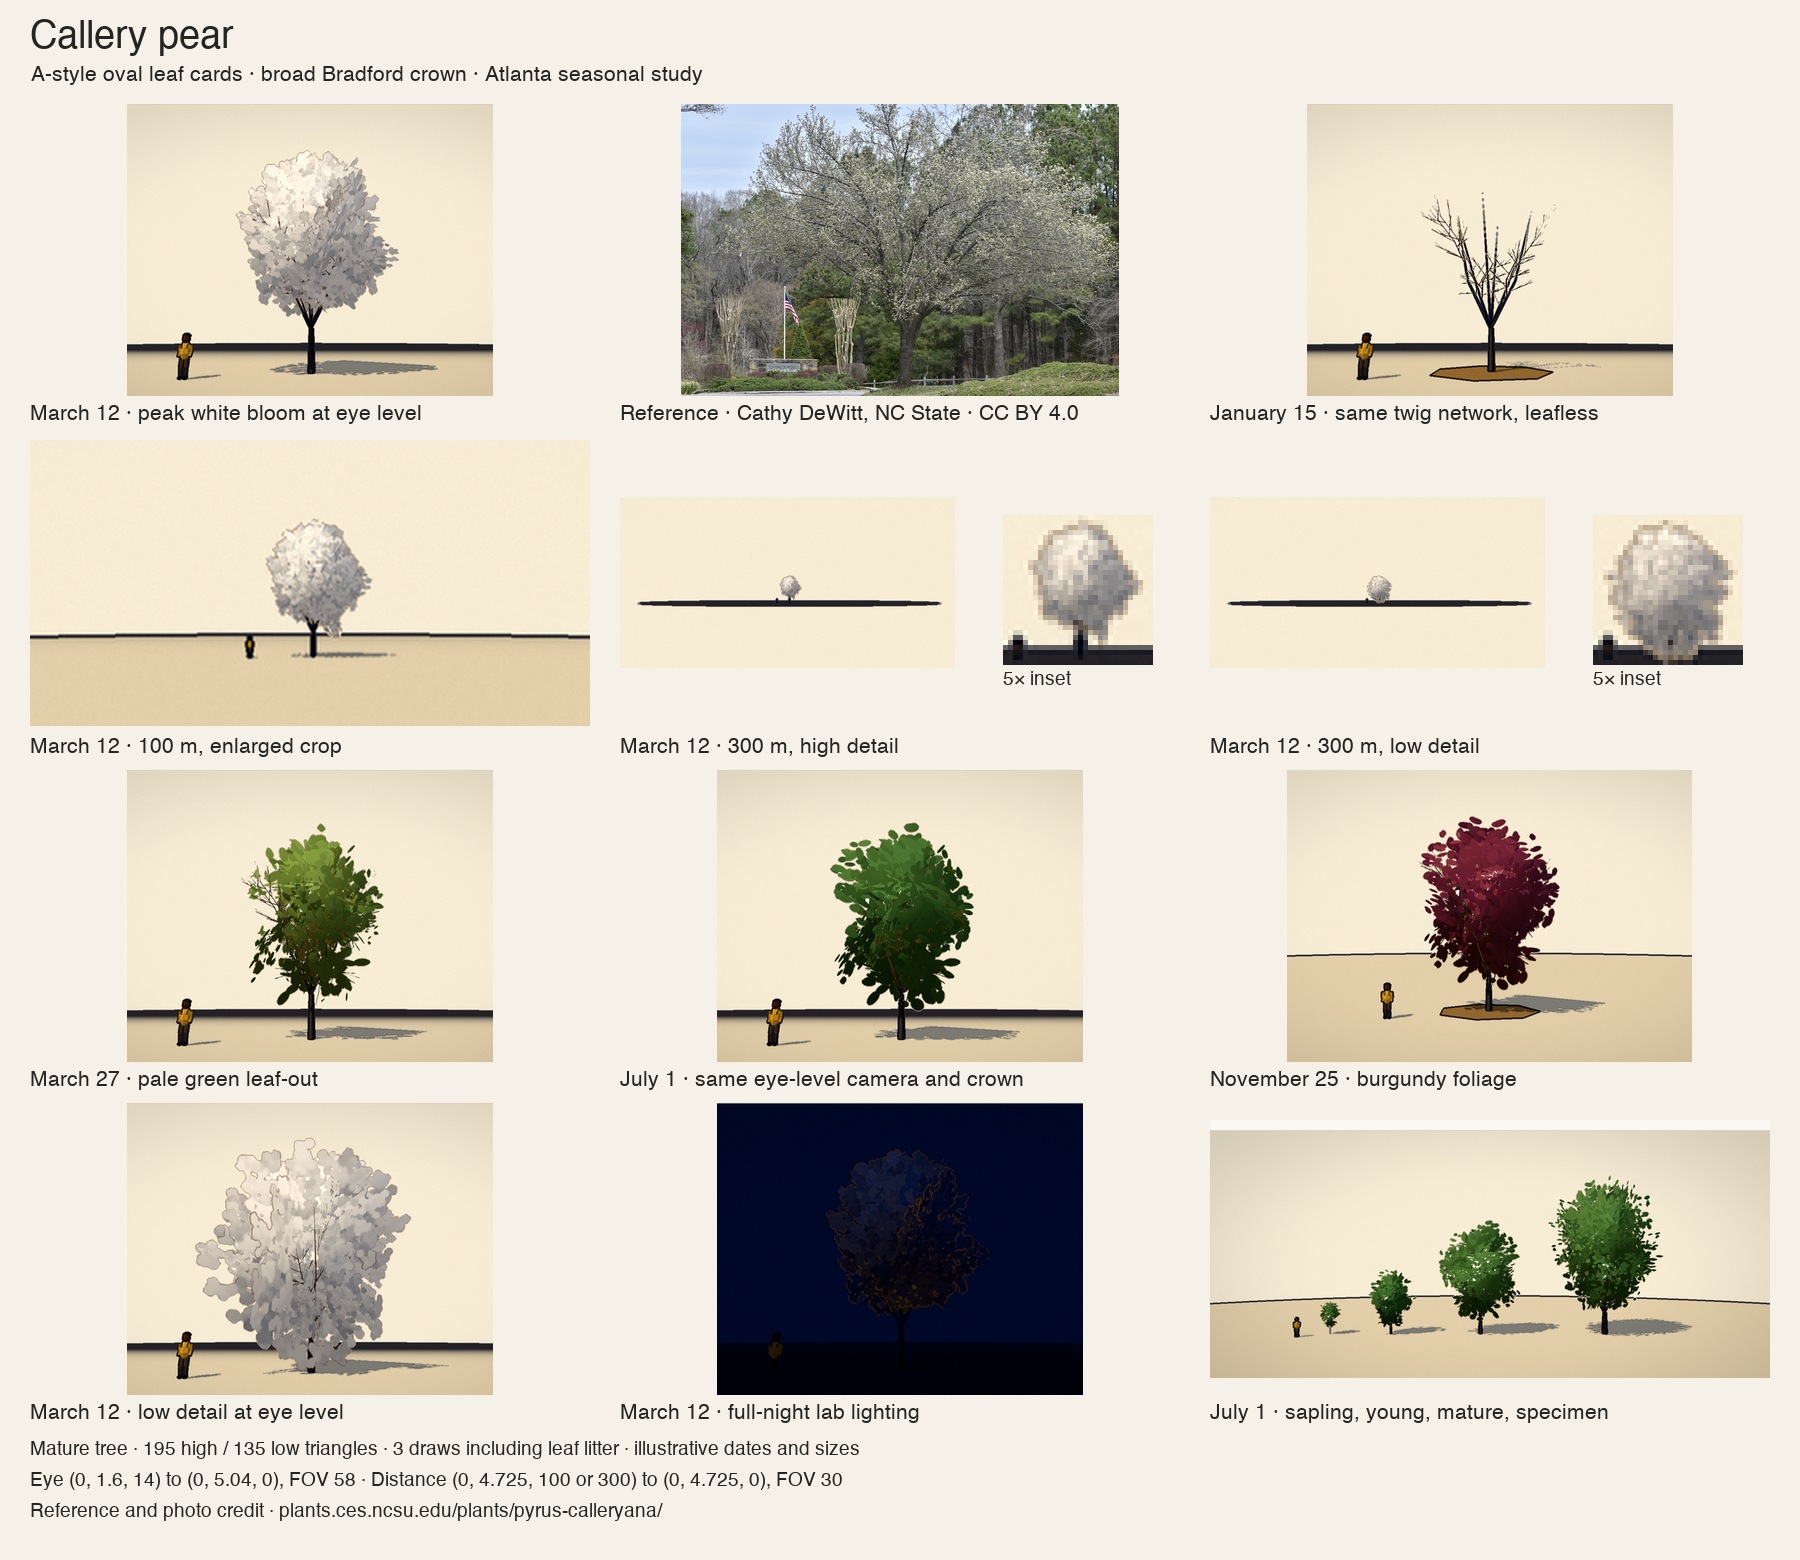 Callery pear
A-style oval leaf cards · broad Bradford crown · Atlanta seasonal study
March 12 · peak white bloom at eye level
Reference · Cathy DeWitt, NC State · CC BY 4.0
January 15 · same twig network, leafless
5× inset
5× inset
March 12 · 100 m, enlarged crop
March 12 · 300 m, high detail
March 12 · 300 m, low detail
March 27 · pale green leaf-out
July 1 · same eye-level camera and crown
November 25 · burgundy foliage
March 12 · low detail at eye level
March 12 · full-night lab lighting
July 1 · sapling, young, mature, specimen
Mature tree · 195 high / 135 low triangles · 3 draws including leaf litter · illustrative dates and sizes
Eye (0, 1.6, 14) to (0, 5.04, 0), FOV 58 · Distance (0, 4.725, 100 or 300) to (0, 4.725, 0), FOV 30
Reference and photo credit · plants.ces.ncsu.edu/plants/pyrus-calleryana/